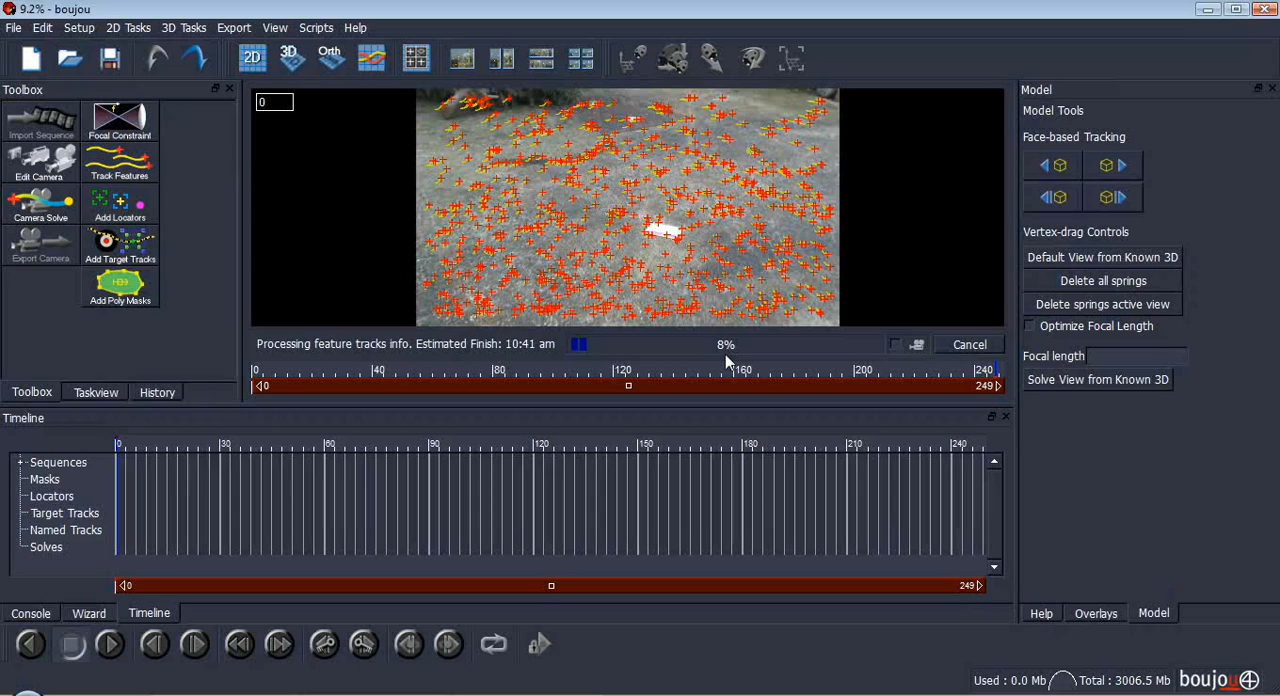 9.2% - boujou
File Edit Setup 2D Tasks 3D Tasks Export View Scripts Help
2D 3D Orth
Toolbox
Import Sequence Focal Constraint
Edit Camera Track Features
Camera Solve Add Locators
Export Camera Add Target Tracks
Add Poly Masks
Toolbox Taskview History
0
Processing feature tracks info. Estimated Finish: 10:41 am 8% Cancel
0 40 80 120 160 200 240
0 249
Timeline
0 30 60 90 120 150 180 210 240
Sequences
Masks
Locators
Target Tracks
Named Tracks
Solves
0 249
Console Wizard Timeline
Model
Model Tools
Face-based Tracking
Vertex-drag Controls
Default View from Known 3D
Delete all springs
Delete springs active view
Optimize Focal Length
Focal length
Solve View from Known 3D
Help Overlays Model
Used : 0.0 Mb Total : 3006.5 Mb boujou 4